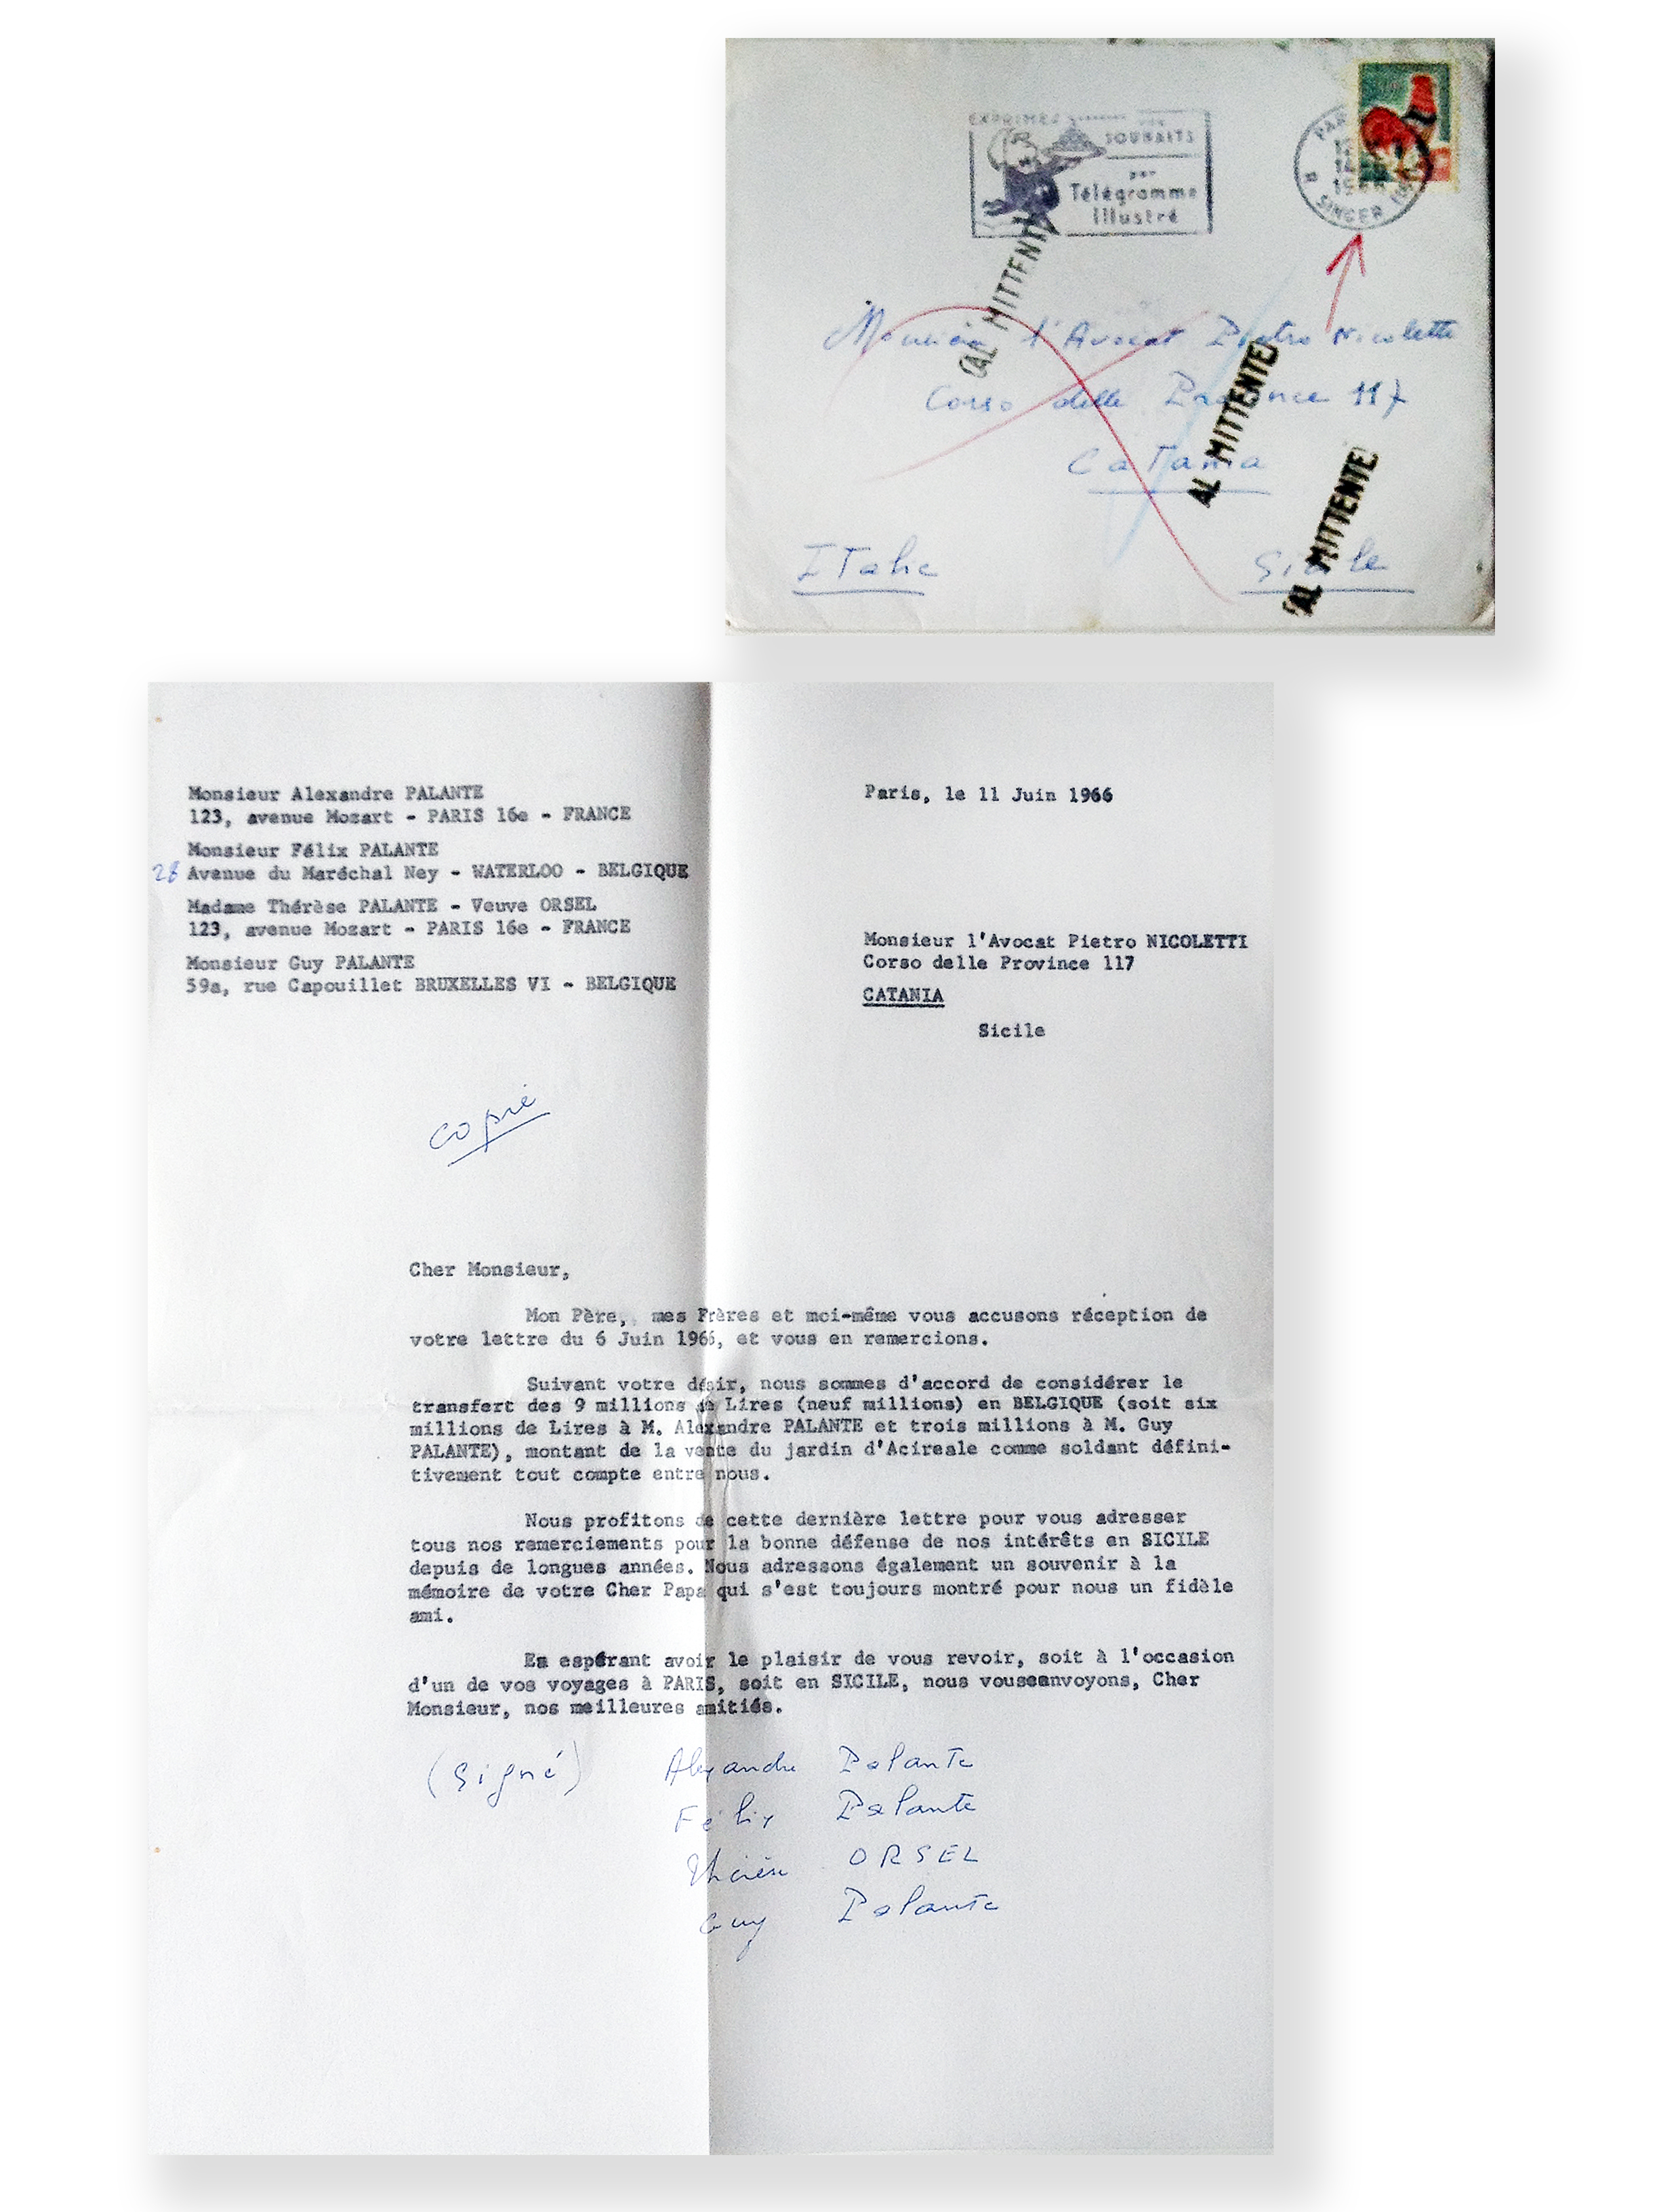 EXPRIMEZ
SOUHAITS
par
Télégramme
Illustré
SINGER
AL MITTENTE
Monsieur l'Avocat Pietro Nicoletti
Corso delle Province 117
AL MITTENTE
Catania
AL MITTENTE
Italie
Sicile
Monsieur Alexandre PALANTE
123, avenue Mozart - PARIS 16e - FRANCE
Monsieur Félix PALANTE
28 Avenue du Maréchal Ney - WATERLOO - BELGIQUE
Madame Thérèse PALANTE - Veuve ORSEL
123, avenue Mozart - PARIS 16e - FRANCE
Monsieur Guy PALANTE
59a, rue Capouillet BRUXELLES VI - BELGIQUE
Paris, le 11 Juin 1966
Monsieur l'Avocat Pietro NICOLETTI
Corso delle Province 117
CATANIA
Sicile
copie
Cher Monsieur,
Mon Père, mes Frères et moi-même vous accusons réception de
votre lettre du 6 Juin 1966, et vous en remercions.
Suivant votre désir, nous sommes d'accord de considérer le
transfert des 9 millions de Lires (neuf millions) en BELGIQUE (soit six
millions de Lires à M. Alexandre PALANTE et trois millions à M. Guy
PALANTE), montant de la vente du jardin d'Acireale comme soldant défini-
tivement tout compte entre nous.
Nous profitons de cette dernière lettre pour vous adresser
tous nos remerciements pour la bonne défense de nos intérêts en SICILE
depuis de longues années. Nous adressons également un souvenir à la
mémoire de votre Cher Papa qui s'est toujours montré pour nous un fidèle
ami.
En espérant avoir le plaisir de vous revoir, soit à l'occasion
d'un de vos voyages à PARIS, soit en SICILE, nous vouseenvoyons, Cher
Monsieur, nos meilleures amitiés.
(Signé) Alexandre Palante
Félix Palante
Thérèse ORSEL
Guy Palante